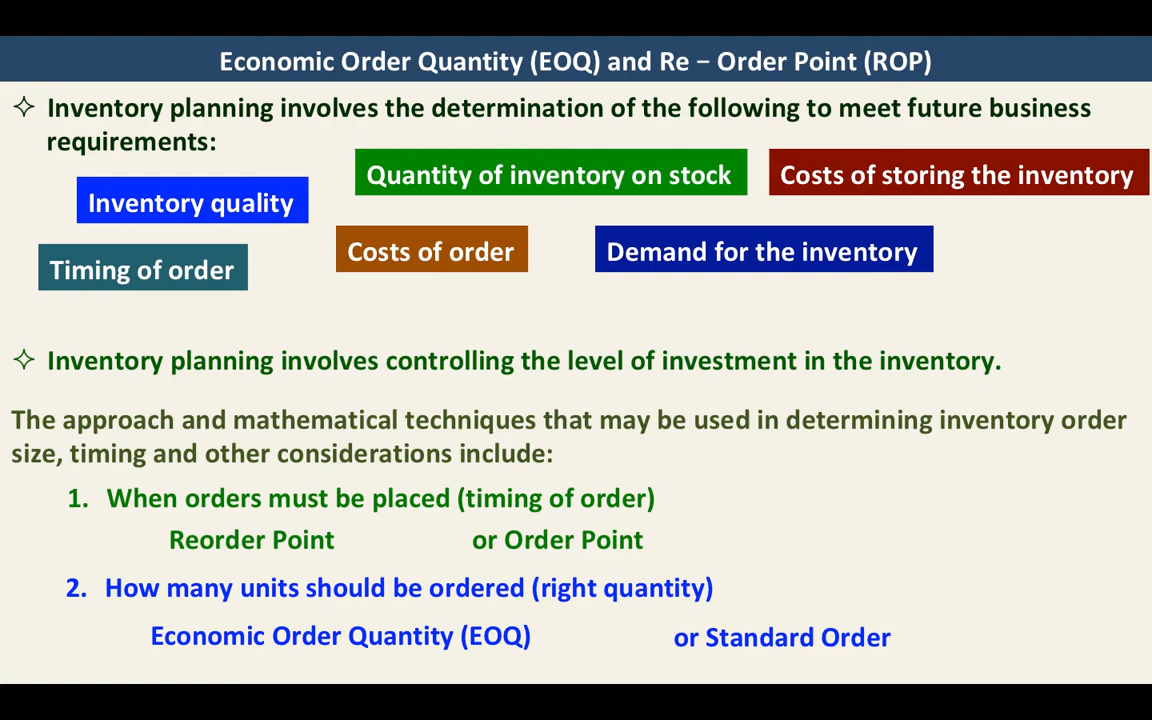 Economic Order Quantity (EOQ) and Re – Order Point (ROP)
Inventory planning involves the determination of the following to meet future business
requirements:
Quantity of inventory on stock
Costs of storing the inventory
Inventory quality
Costs of order
Demand for the inventory
Timing of order
Inventory planning involves controlling the level of investment in the inventory.
The approach and mathematical techniques that may be used in determining inventory order
size, timing and other considerations include:
1. When orders must be placed (timing of order)
Reorder Point or Order Point
2. How many units should be ordered (right quantity)
Economic Order Quantity (EOQ) or Standard Order